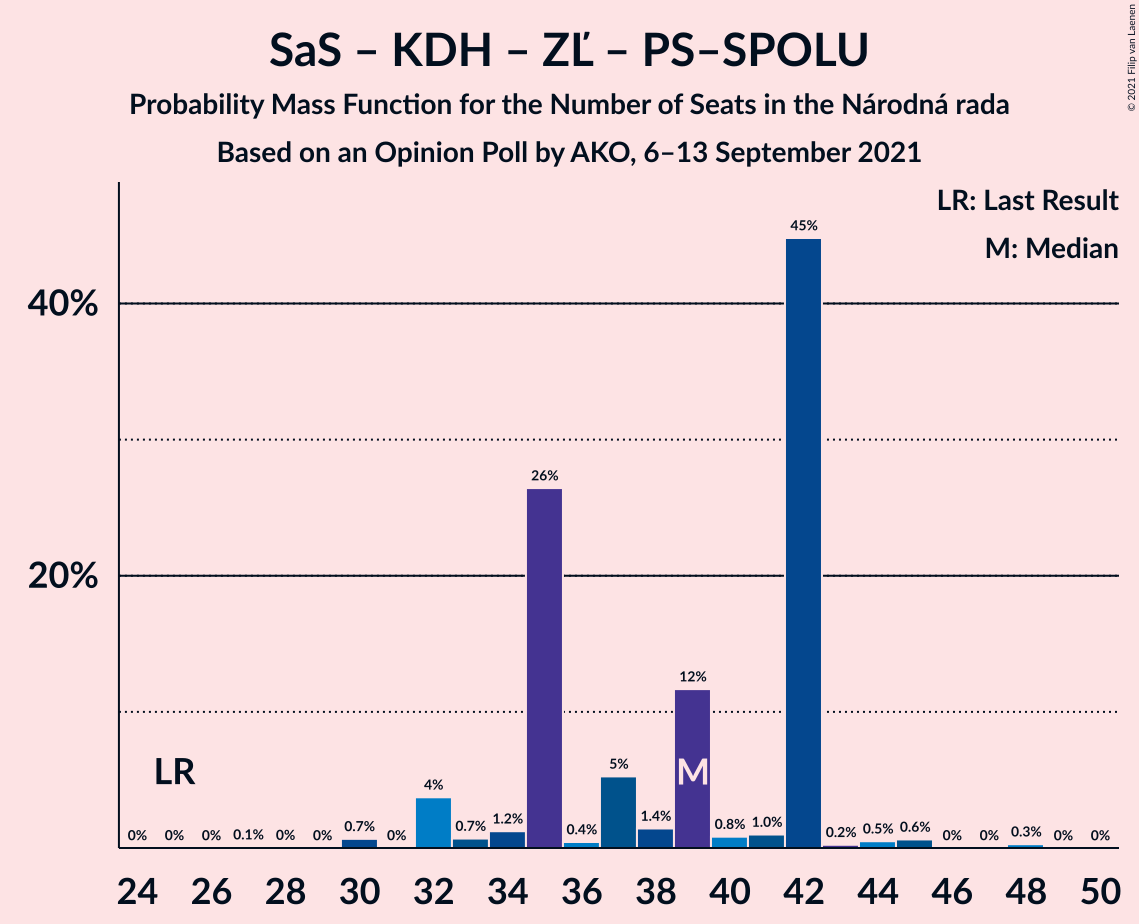 SaS – KDH – ZĽ – PS–SPOLU
Probability Mass Function for the Number of Seats in the Národná rada
Based on an Opinion Poll by AKO, 6–13 September 2021
© 2021 Filip van Laenen
LR: Last Result
M: Median
40%
20%
LR
M
0% 0% 0% 0.1% 0% 0% 0.7% 0% 4% 0.7% 1.2% 26% 0.4% 5% 1.4% 12% 0.8% 1.0% 45% 0.2% 0.5% 0.6% 0% 0% 0.3% 0% 0%
24 26 28 30 32 34 36 38 40 42 44 46 48 50